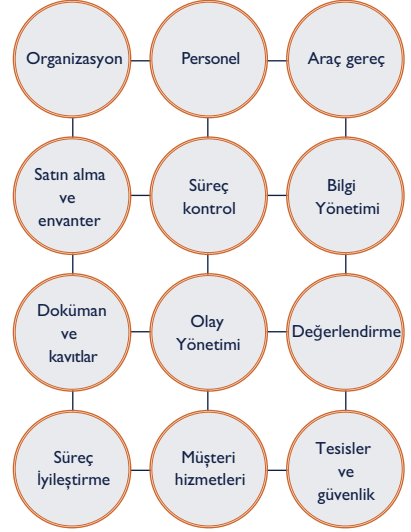 Organizasyon
Personel
Araç gereç
Satın alma
ve
envanter
Süreç
kontrol
Bilgi
Yönetimi
Doküman
ve
kavıtlar
Olay
Yönetimi
Değerlendirme
Süreç
İyileştirme
Müşteri
hizmetleri
Tesisler
ve
güvenlik